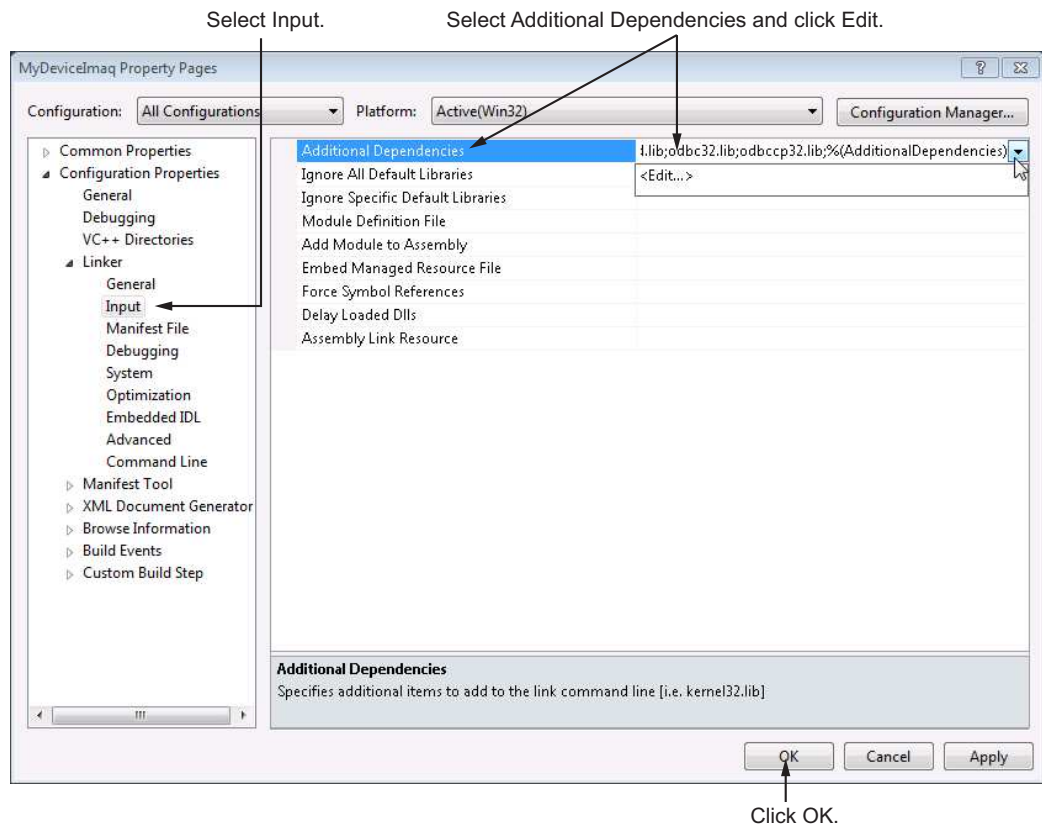 Select Input.
Select Additional Dependencies and click Edit.
MyDeviceImaq Property Pages
Configuration: All Configurations Platform: Active(Win32) Configuration Manager...
Common Properties
Configuration Properties
General
Debugging
VC++ Directories
Linker
General
Input
Manifest File
Debugging
System
Optimization
Embedded IDL
Advanced
Command Line
Manifest Tool
XML Document Generator
Browse Information
Build Events
Custom Build Step
Additional Dependencies .lib;odbc32.lib;odbccp32.lib;%(AdditionalDependencies)
<Edit...>
Ignore All Default Libraries
Ignore Specific Default Libraries
Module Definition File
Add Module to Assembly
Embed Managed Resource File
Force Symbol References
Delay Loaded Dlls
Assembly Link Resource
Additional Dependencies
Specifies additional items to add to the link command line [i.e. kernel32.lib]
OK Cancel Apply
Click OK.